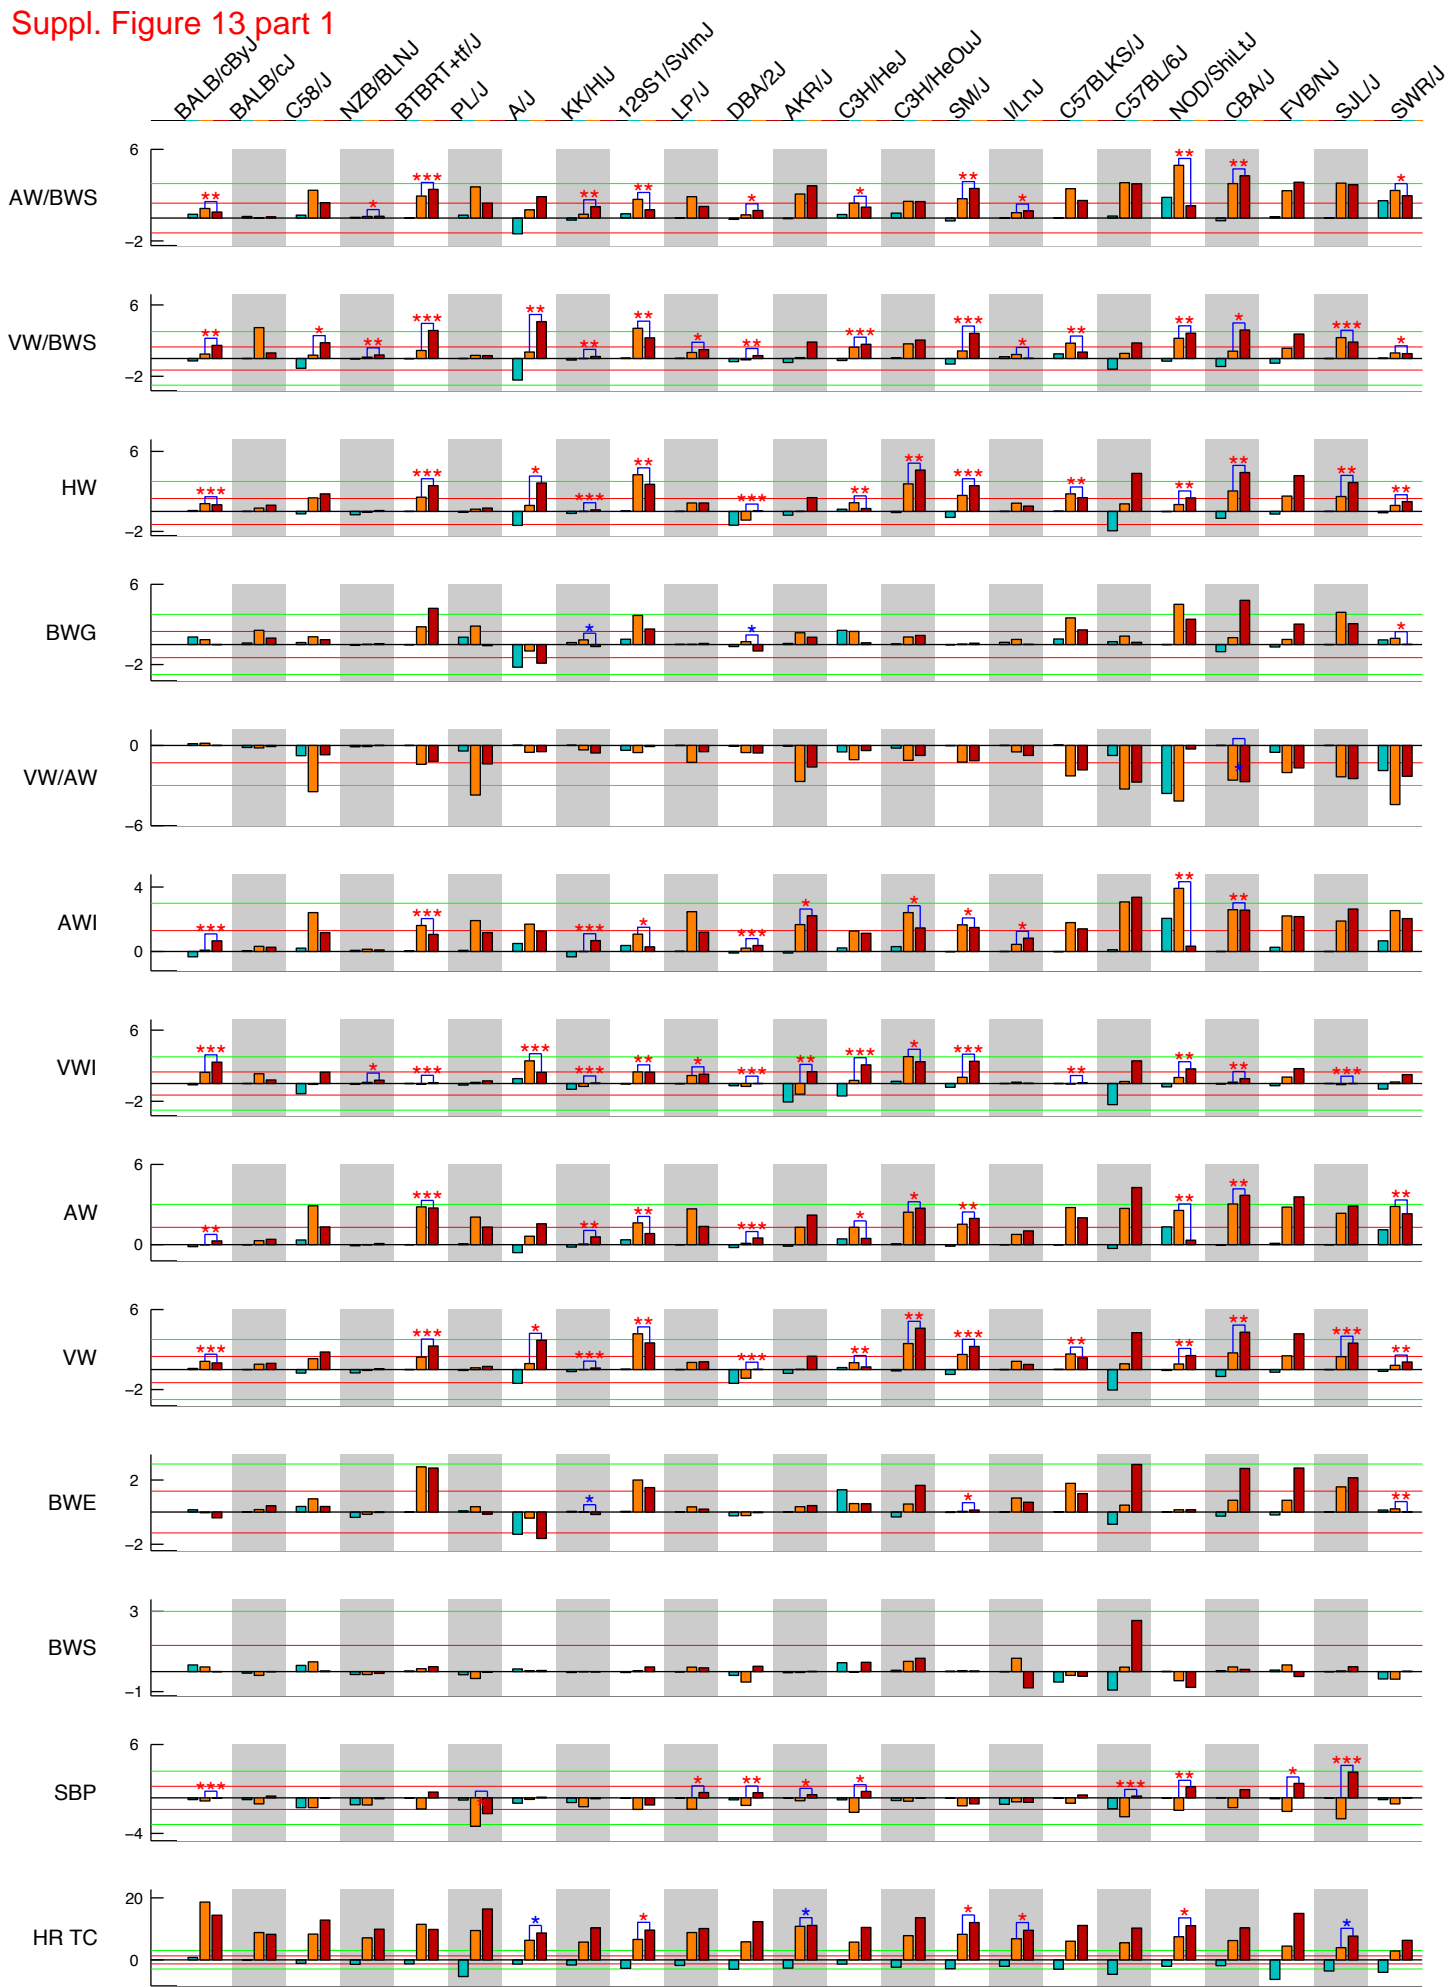 Suppl. Figure 13 part 1
BALB/cByJ
BALB/cJ
C58/J
NZB/BLNJ
BTBRT+tf/J
PL/J
A/J
KK/HlJ
129S1/SvImJ
LP/J
DBA/2J
AKR/J
C3H/HeJ
C3H/HeOuJ
SM/J
I/LnJ
C57BLKS/J
C57BL/6J
NOD/ShiLtJ
CBA/J
FVB/NJ
SJL/J
SWR/J
6
AW/BWS
** * *** ** ** * * ** * ** ** *
−2
6
VW/BWS
** * ** *** ** ** ** * ** *** *** * ** ** * *** *
−2
6
HW
*** *** * *** ** *** ** ** *** ** ** ** ** **
−2
6
BWG
* * *
−2
0
VW/AW
*
−6
4
AWI
*** *** *** * *** * * * * ** **
0
6
VWI
*** * *** *** *** ** * *** ** *** * *** ** ** ** ***
−2
6
AW
** *** ** ** *** * * ** ** ** **
0
6
VW
*** *** * *** ** *** ** ** *** ** ** ** *** **
−2
2
BWE
* * **
−2
3
BWS
−1
6
SBP
*** * * ** * * *** ** * ***
−4
20
HR TC
* * * * * * *
0